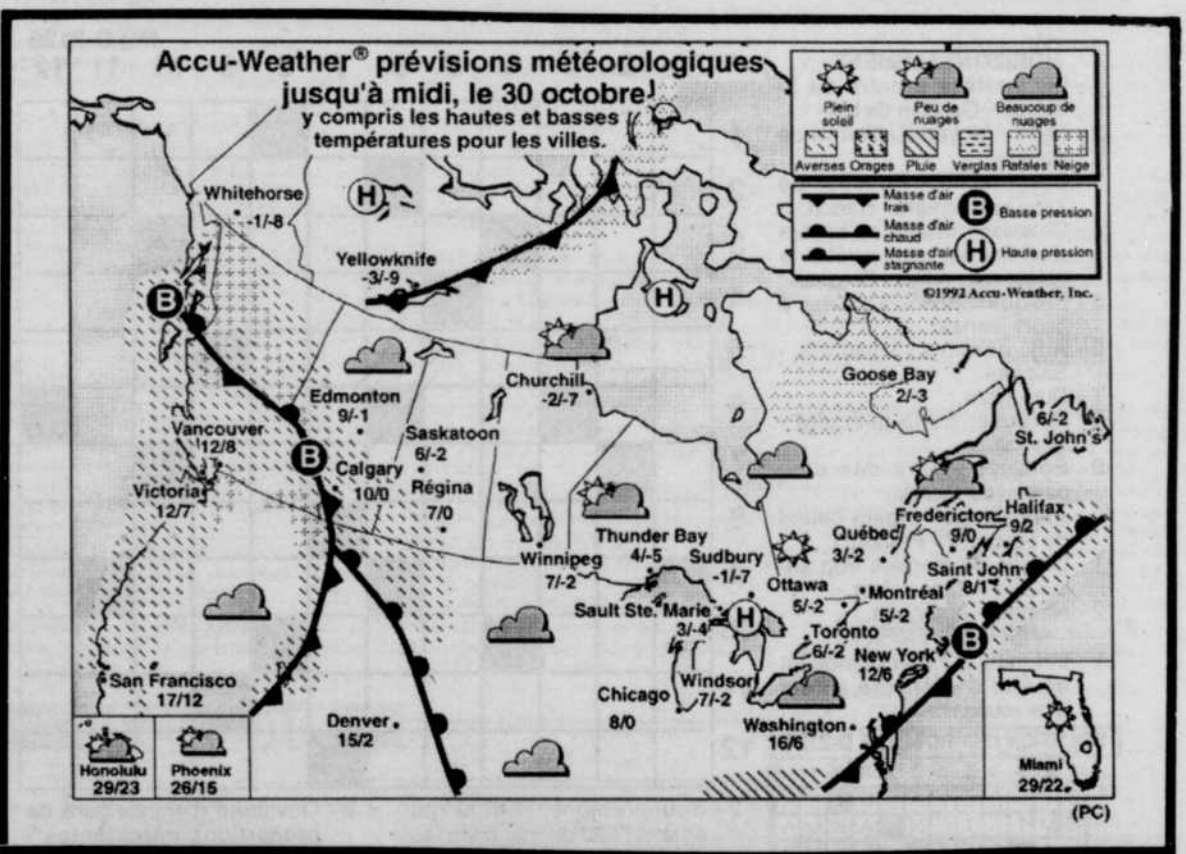 Accu-Weather® prévisions météorologiques
jusqu'à midi, le 30 octobre!
y compris les hautes et basses
températures pour les villes.
Plein
soleil
Peu de
nuages
Beaucoup de
nuages
Averses Orages Pluie Verglas Rafales Neige
Masse d'air
frais
Masse d'air
chaud
Masse d'air
stagnante
B Basse pression
H Haute pression
©1992 Accu-Weather, Inc.
Whitehorse
-1/-8
H
Yellowknife
-3/-9
B
H
Churchill
-2/-7
Goose Bay
2/-3
Edmonton
9/-1
6/-2
St. John's
Vancouver
12/8
B
Saskatoon
6/-2
Calgary
10/0
Régina
7/0
Victoria
12/7
Winnipeg
7/-2
Thunder Bay
4/-5
Sudbury
-1/-7
Ottawa
5/-2
Québec
3/-2
Fredericton
9/0
Halifax
9/2
Saint John
8/1
Montréal
5/-2
Sault Ste. Marie
3/-4
H
Toronto
6/-2
New York
12/6
B
San Francisco
17/12
Chicago
8/0
Windsor
7/-2
Denver
15/2
Washington
16/6
Honolulu
29/23
Phoenix
26/15
Miami
29/22
(PC)